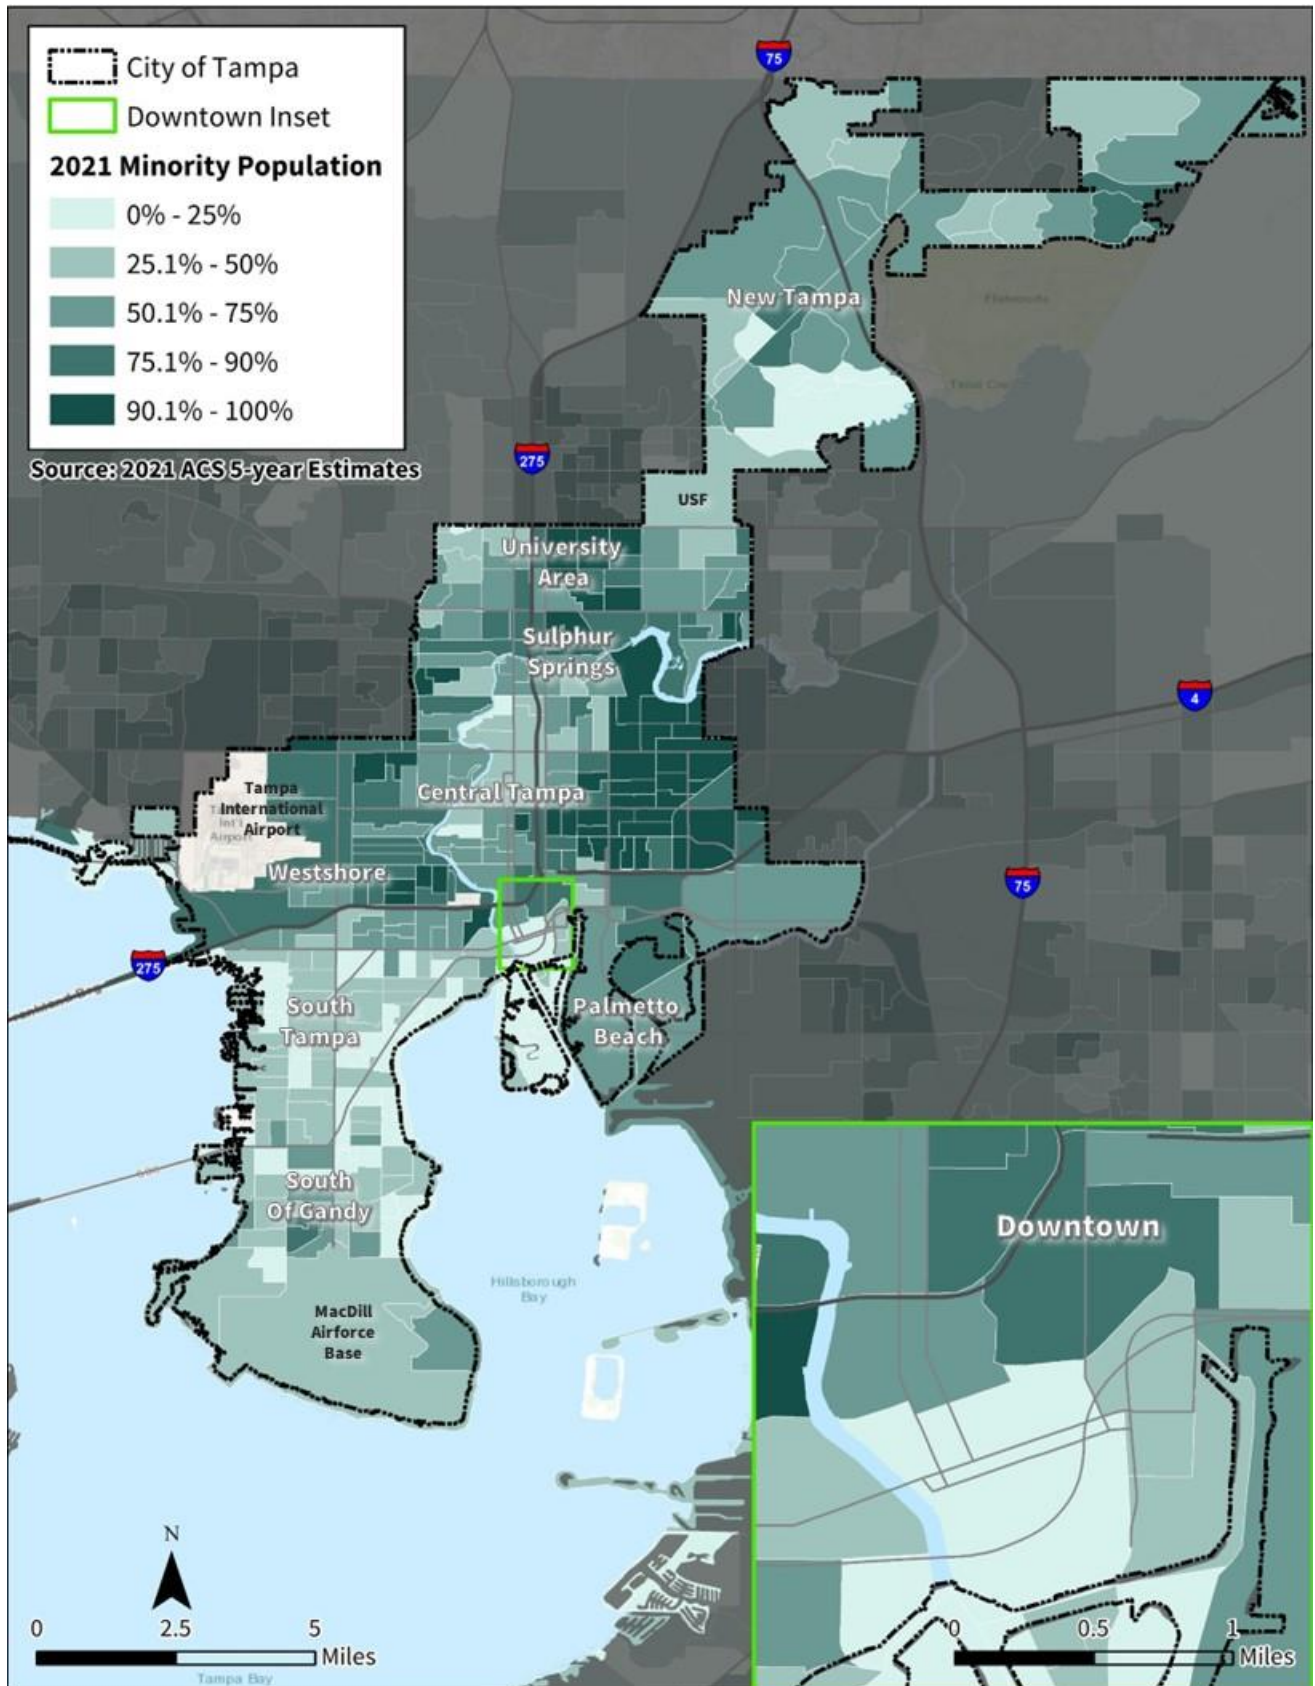 City of Tampa
Downtown Inset
2021 Minority Population
0% - 25%
25.1% - 50%
50.1% - 75%
75.1% - 90%
90.1% - 100%
Source: 2021 ACS 5-year Estimates
75
New Tampa
275
USF
University
Area
Sulphur
Springs
4
Central Tampa
Tampa
International
Airport
Westshore
75
275
South
Tampa
Palmetto
Beach
South
Of Gandy
Hillsborough
Bay
MacDill
Airforce
Base
Downtown
N
0 2.5 5
Miles
Tampa Bay
0 0.5 1
Miles